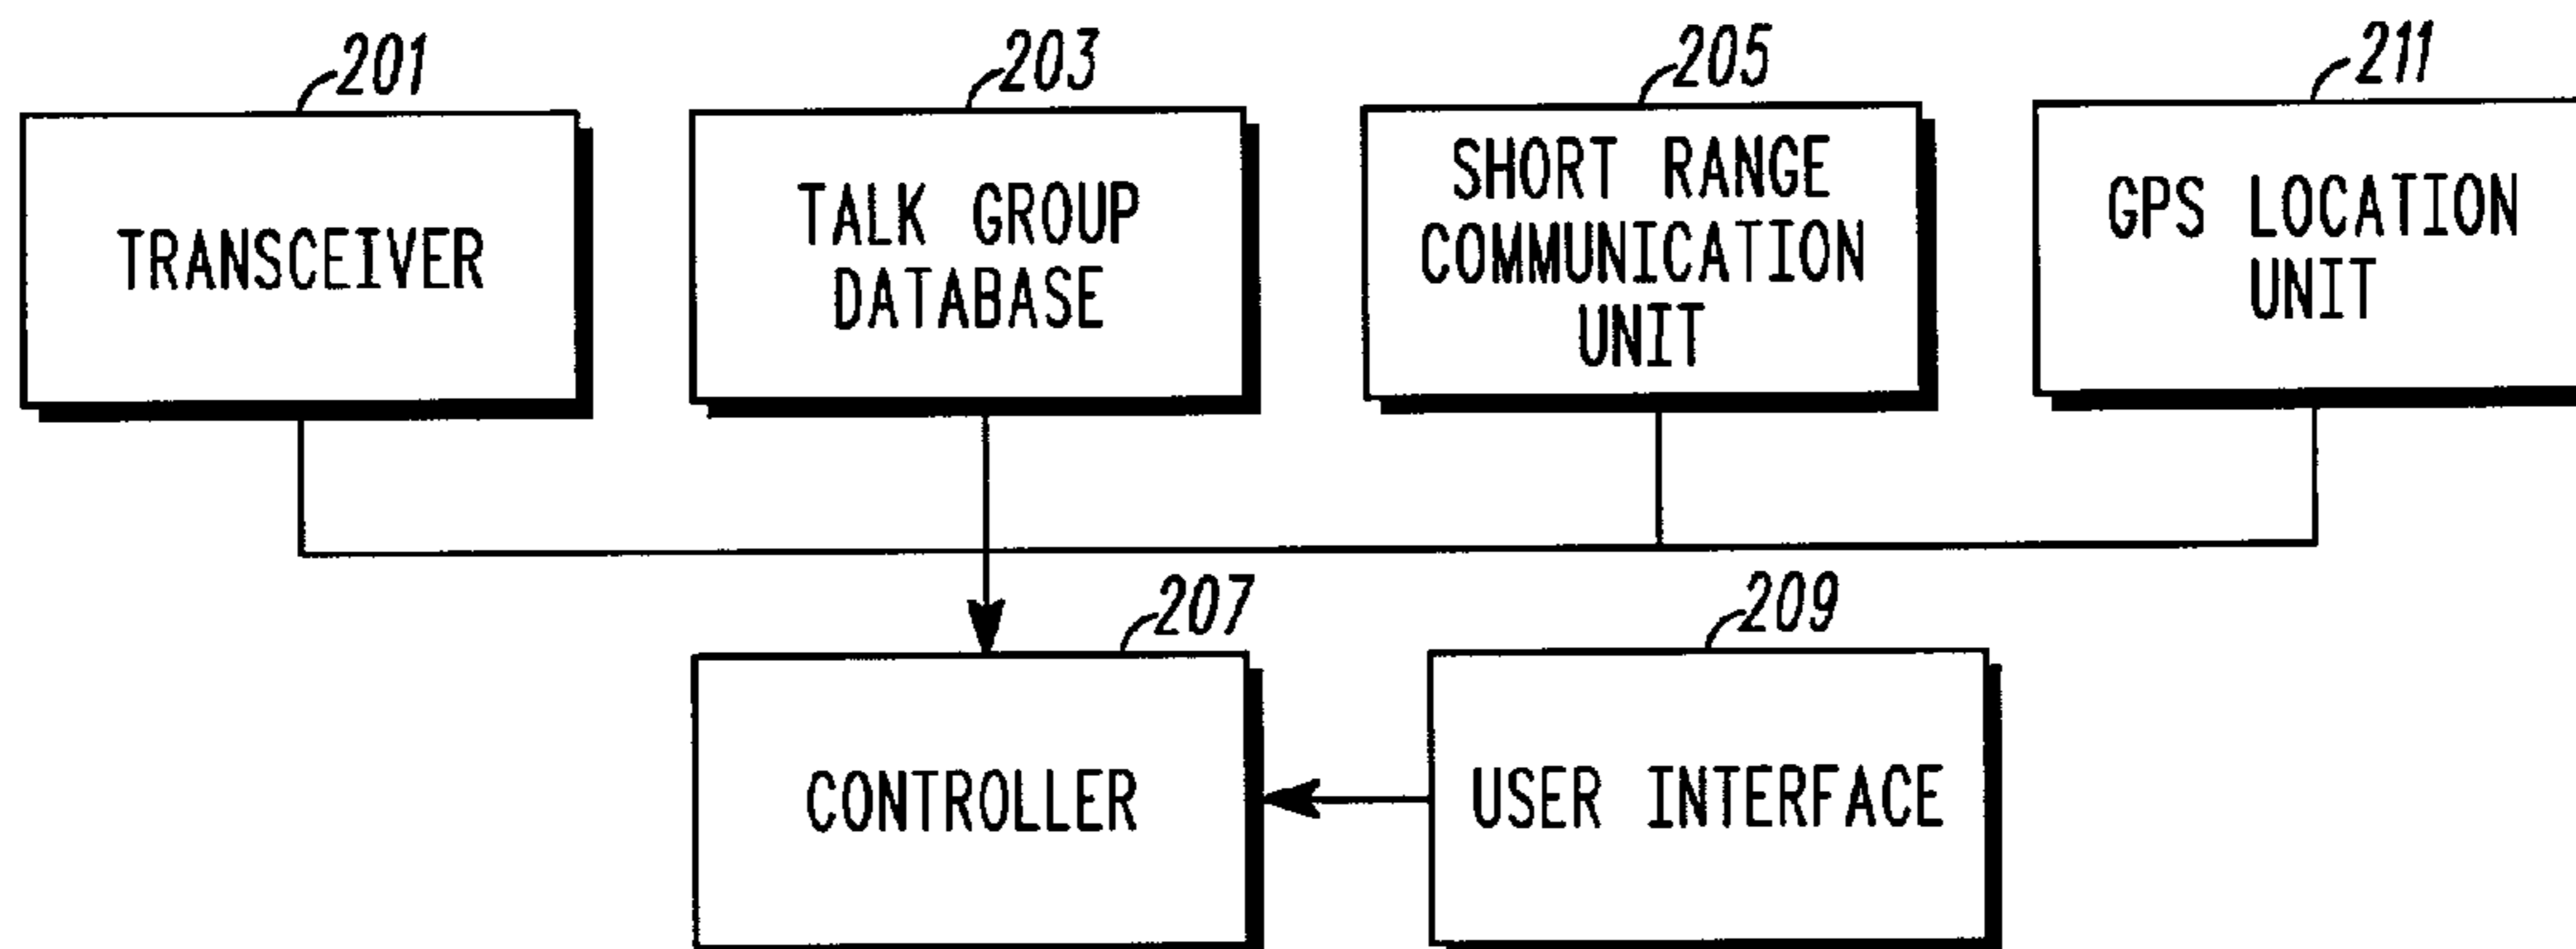 201
203
205
211
TRANSCEIVER
TALK GROUP
DATABASE
SHORT RANGE
COMMUNICATION
UNIT
GPS LOCATION
UNIT
207
209
CONTROLLER
USER INTERFACE